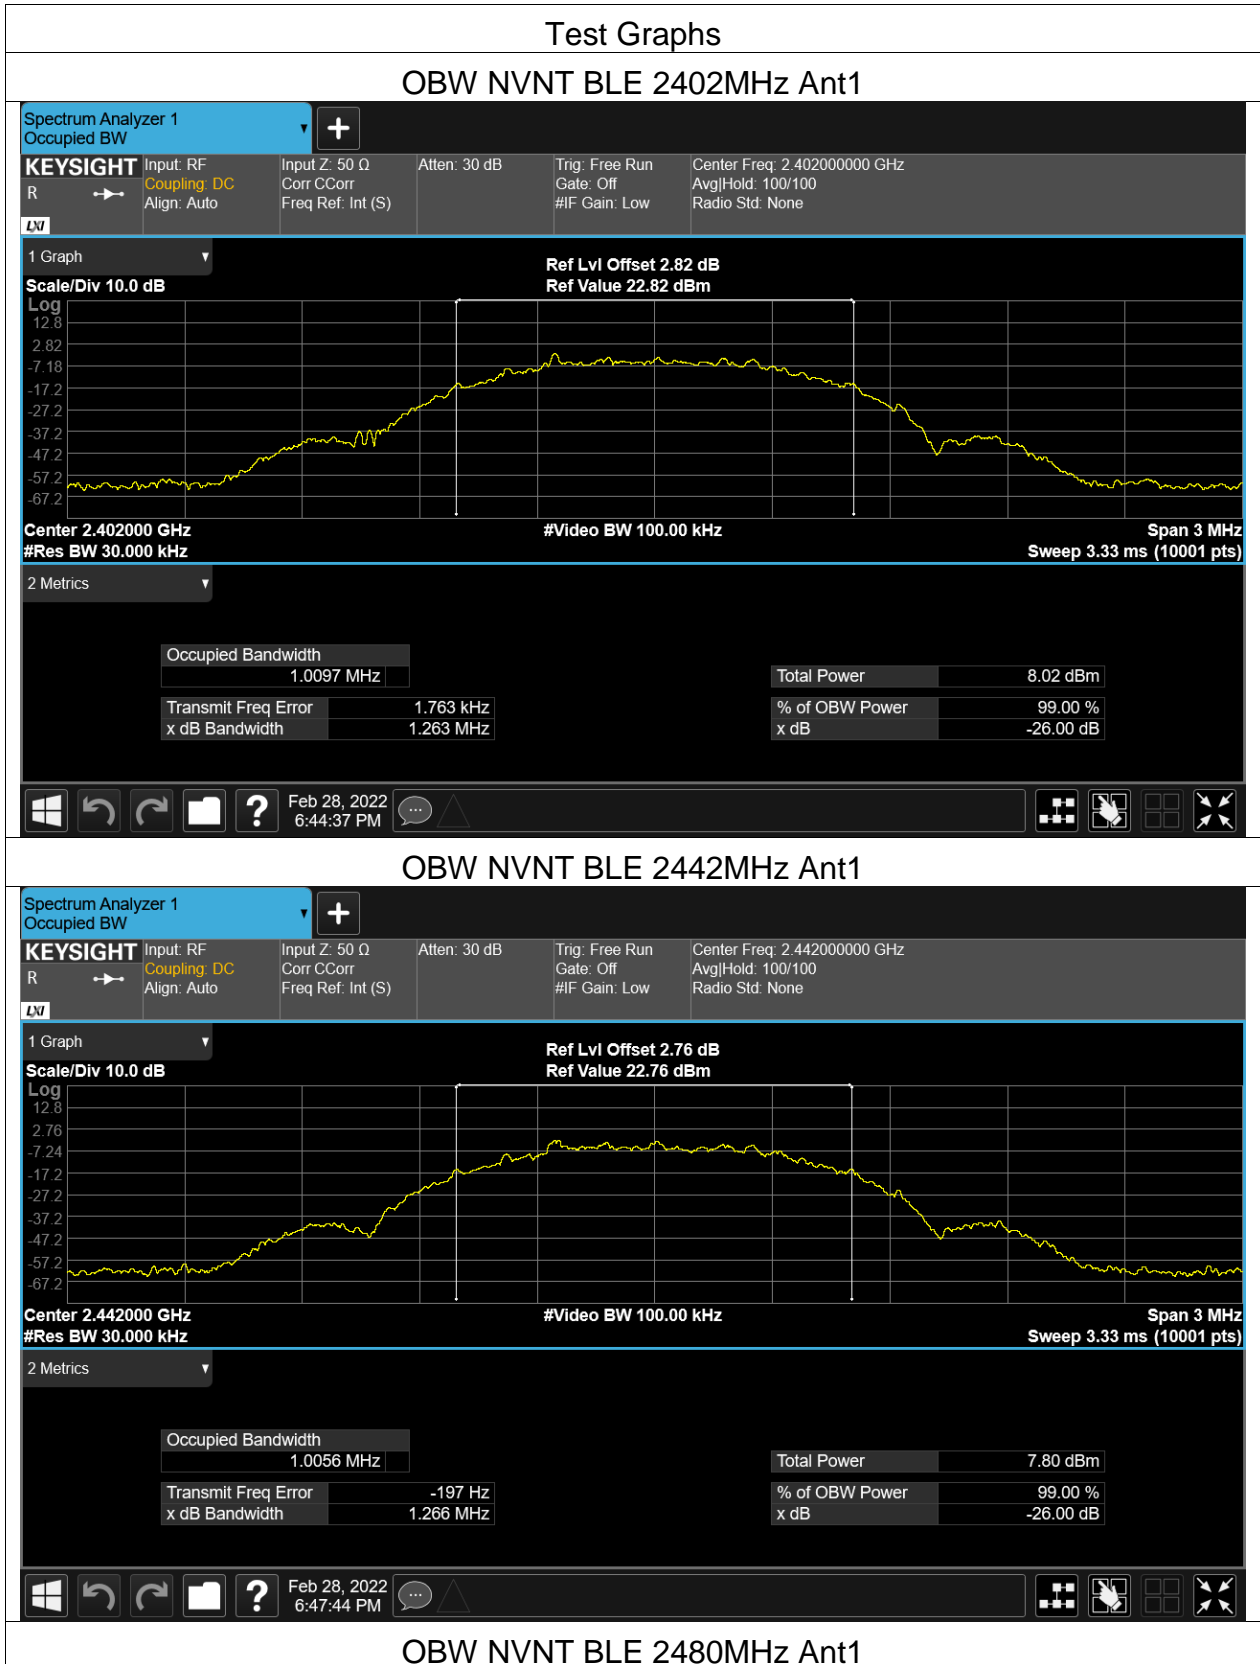 Test Graphs
OBW NVNT BLE 2402MHz Ant1
Spectrum Analyzer 1
Occupied BW
KEYSIGHT
R
LXI
Input: RF
Coupling: DC
Align: Auto
Input Z: 50 Ω
Corr CCorr
Freq Ref: Int (S)
Atten: 30 dB
Trig: Free Run
Gate: Off
#IF Gain: Low
Center Freq: 2.402000000 GHz
Avg|Hold: 100/100
Radio Std: None
1 Graph
Scale/Div 10.0 dB
Ref Lvl Offset 2.82 dB
Ref Value 22.82 dBm
Log
12.8
2.82
-7.18
-17.2
-27.2
-37.2
-47.2
-57.2
-67.2
Center 2.402000 GHz
#Video BW 100.00 kHz
Span 3 MHz
#Res BW 30.000 kHz
Sweep 3.33 ms (10001 pts)
2 Metrics
Occupied Bandwidth
1.0097 MHz
Total Power 8.02 dBm
Transmit Freq Error 1.763 kHz
% of OBW Power 99.00 %
x dB Bandwidth 1.263 MHz
x dB -26.00 dB
?
Feb 28, 2022
6:44:37 PM
OBW NVNT BLE 2442MHz Ant1
Spectrum Analyzer 1
Occupied BW
KEYSIGHT
R
LXI
Input: RF
Coupling: DC
Align: Auto
Input Z: 50 Ω
Corr CCorr
Freq Ref: Int (S)
Atten: 30 dB
Trig: Free Run
Gate: Off
#IF Gain: Low
Center Freq: 2.442000000 GHz
Avg|Hold: 100/100
Radio Std: None
1 Graph
Scale/Div 10.0 dB
Ref Lvl Offset 2.76 dB
Ref Value 22.76 dBm
Log
12.8
2.76
-7.24
-17.2
-27.2
-37.2
-47.2
-57.2
-67.2
Center 2.442000 GHz
#Video BW 100.00 kHz
Span 3 MHz
#Res BW 30.000 kHz
Sweep 3.33 ms (10001 pts)
2 Metrics
Occupied Bandwidth
1.0056 MHz
Total Power 7.80 dBm
Transmit Freq Error -197 Hz
% of OBW Power 99.00 %
x dB Bandwidth 1.266 MHz
x dB -26.00 dB
?
Feb 28, 2022
6:47:44 PM
OBW NVNT BLE 2480MHz Ant1